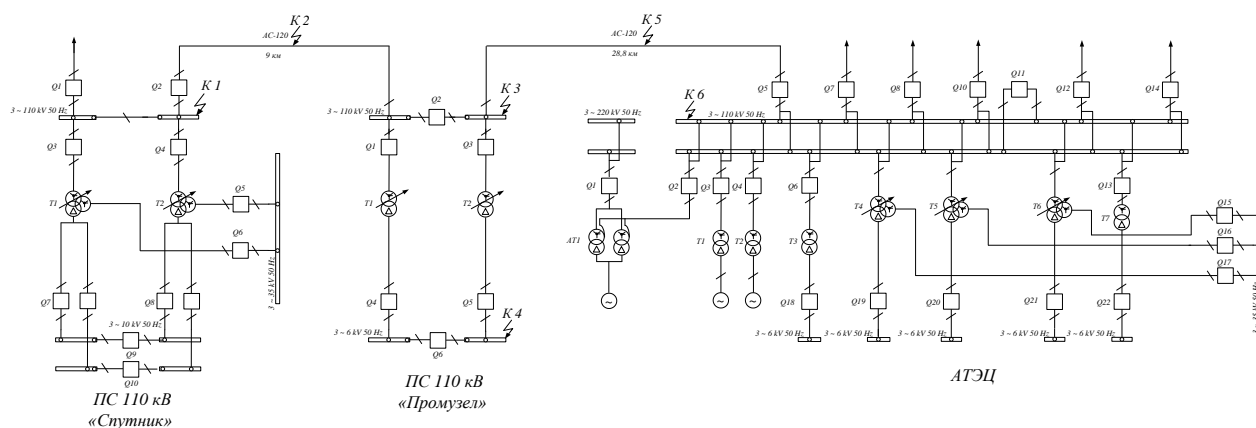 К 2
АС-120
9 км
К 5
АС-120
28,8 км
Q1
Q2
К 1
3 ~ 110 kV 50 Hz
Q3
Q4
T1
T2
Q5
Q6
3 ~ 35 kV 50 Hz
Q7
Q8
3 ~ 10 kV 50 Hz
Q9
Q10
ПС 110 кВ
«Спутник»
3 ~ 110 kV 50 Hz
Q2
К 3
Q1
Q3
T1
T2
Q4
Q5
К 4
Q6
ПС 110 кВ
«Промузел»
Q5
Q7
Q8
Q10
Q11
Q12
Q14
К 6
3 ~ 220 kV 50 Hz
3 ~ 110 kV 50 Hz
Q1
Q2
Q3
Q4
Q6
Q13
AT1
T1
T2
T3
T4
T5
T6
T7
Q15
Q16
Q17
Q18
Q19
Q20
Q21
Q22
3 ~ 6 kV 50 Hz
3 ~ 6 kV 50 Hz
3 ~ 6 kV 50 Hz
3 ~ 6 kV 50 Hz
3 ~ 6 kV 50 Hz
3 ~ 35 kV 50 Hz
АТЭЦ